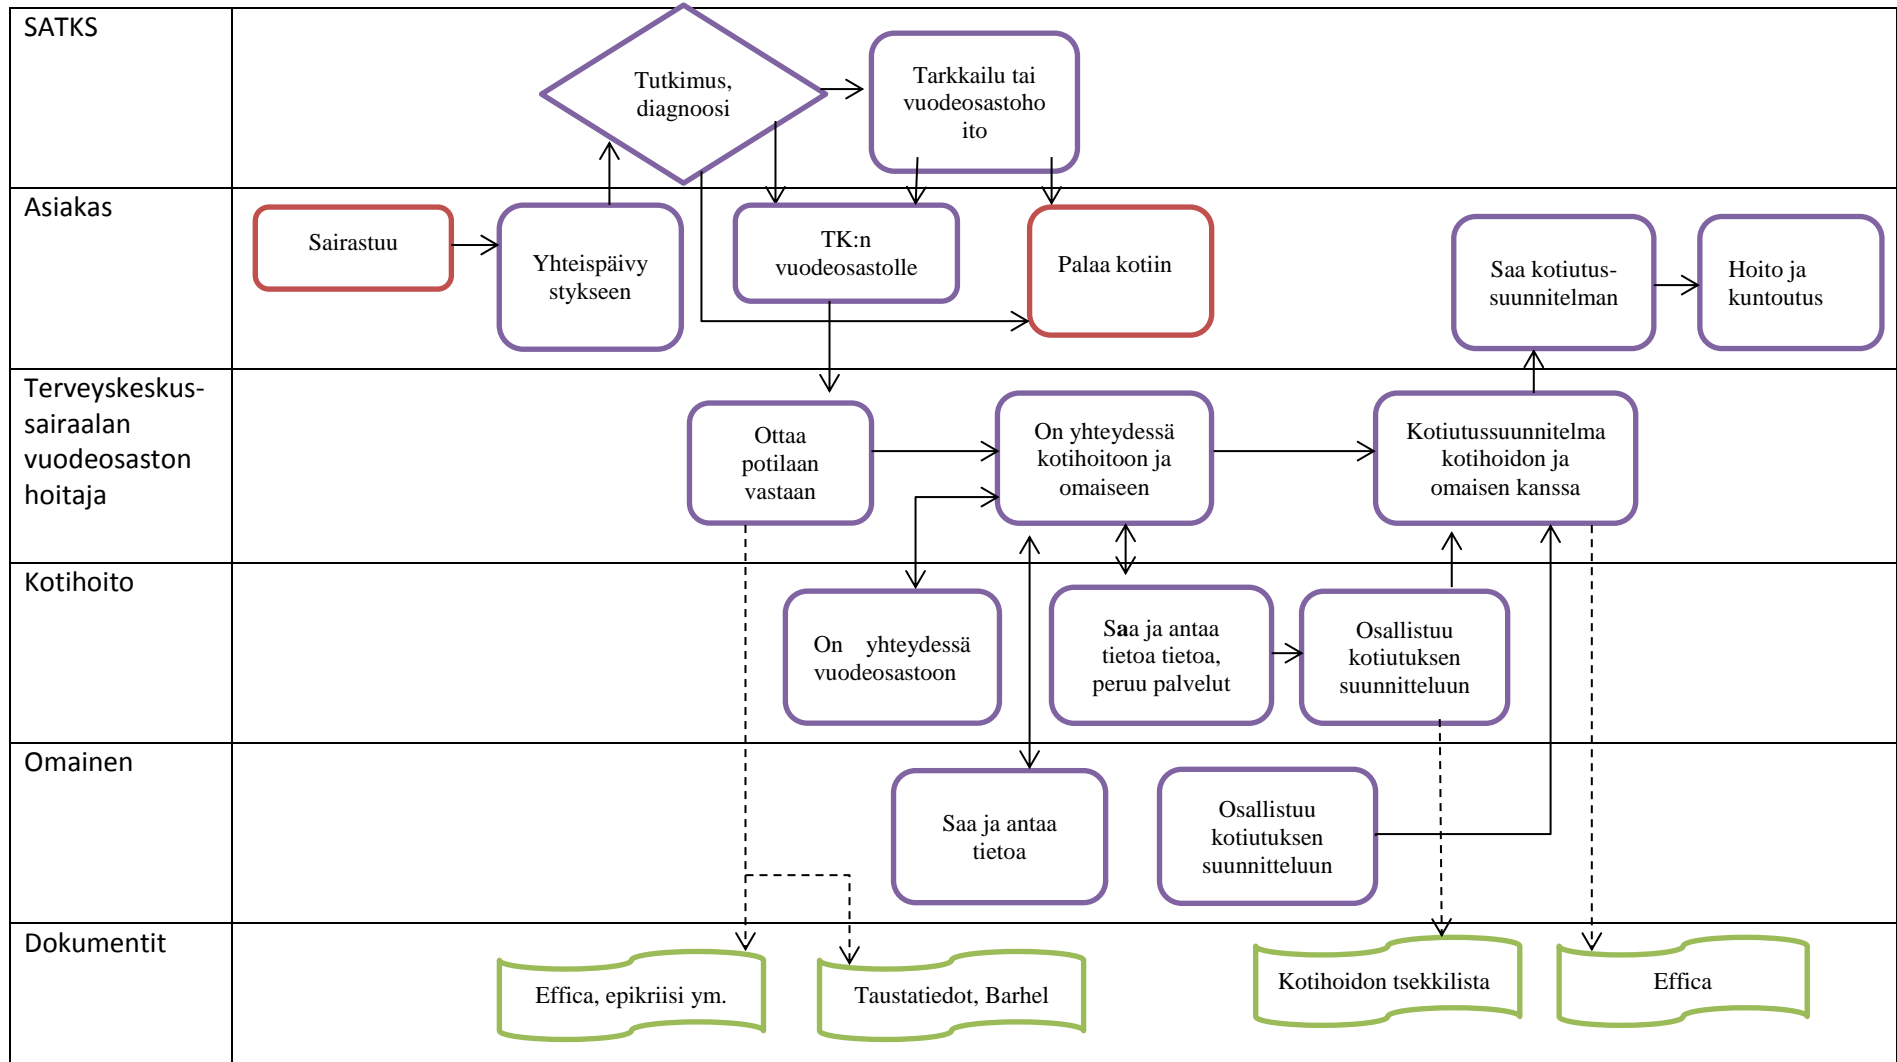 SATKS
Tutkimus,
diagnoosi
Tarkkailu tai
vuodeosastoho
ito
Asiakas
Sairastuu
Yhteispäivy
stykseen
TK:n
vuodeosastolle
Palaa kotiin
Saa kotiutus-
suunnitelman
Hoito ja
kuntoutus
Terveyskeskus-
sairaalan
vuodeosaston
hoitaja
Ottaa
potilaan
vastaan
On yhteydessä
kotihoitoon ja
omaiseen
Kotiutussuunnitelma
kotihoidon ja
omaisen kanssa
Kotihoito
On yhteydessä
vuodeosastoon
Saa ja antaa
tietoa tietoa,
peruu palvelut
Osallistuu
kotiutuksen
suunnitteluun
Omainen
Saa ja antaa
tietoa
Osallistuu
kotiutuksen
suunnitteluun
Dokumentit
Effica, epikriisi ym.
Taustatiedot, Barhel
Kotihoidon tsekkilista
Effica